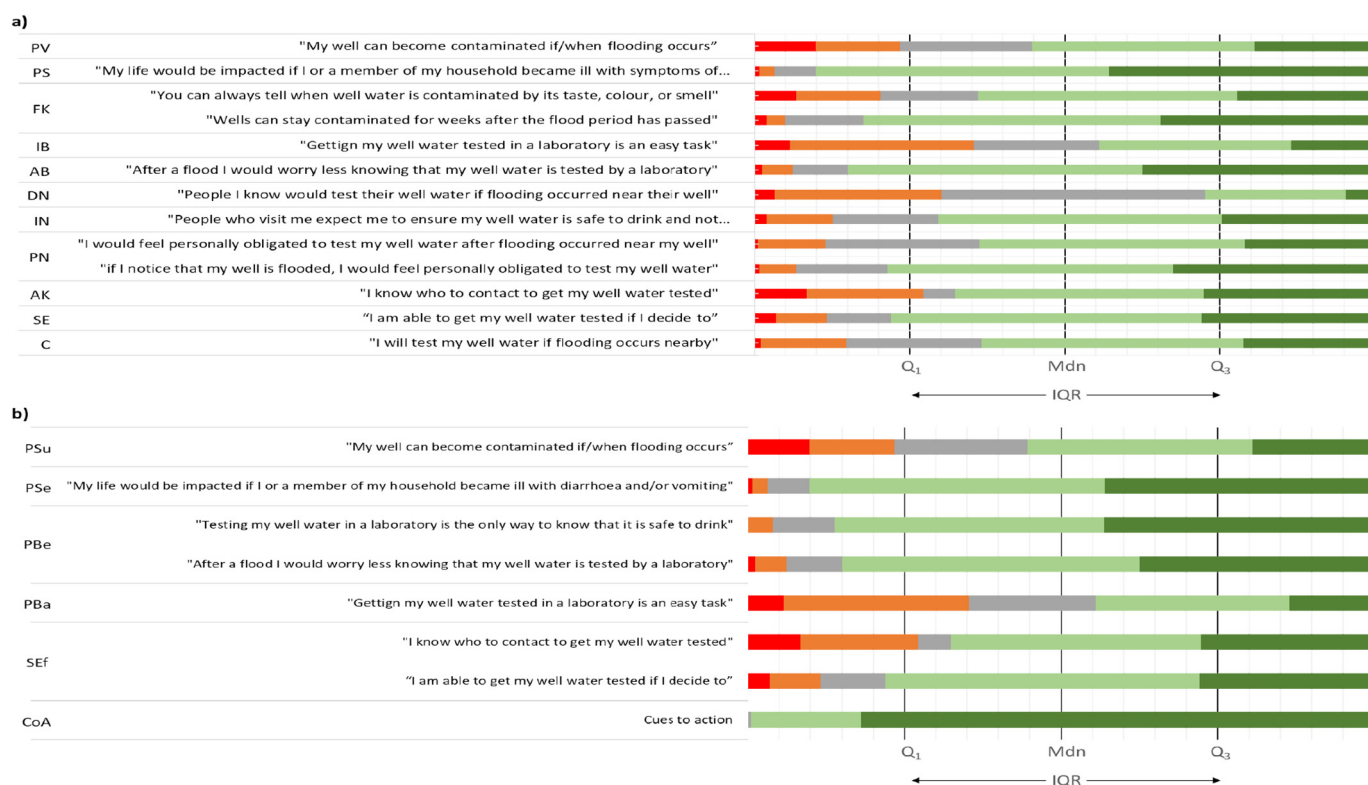 a)
PV "My well can become contaminated if/when flooding occurs”
PS "My life would be impacted if I or a member of my household became ill with symptoms of...
FK "You can always tell when well water is contaminated by its taste, colour, or smell"
"Wells can stay contaminated for weeks after the flood period has passed"
IB "Gettign my well water tested in a laboratory is an easy task"
AB "After a flood I would worry less knowing that my well water is tested by a laboratory"
DN "People I know would test their well water if flooding occurred near their well"
IN "People who visit me expect me to ensure my well water is safe to drink and not...
PN "I would feel personally obligated to test my well water after flooding occurred near my well"
"if I notice that my well is flooded, I would feel personally obligated to test my well water"
AK "I know who to contact to get my well water tested"
SE “I am able to get my well water tested if I decide to”
C "I will test my well water if flooding occurs nearby"
Q1 Mdn Q3
IQR
b)
PSu "My well can become contaminated if/when flooding occurs”
PSe "My life would be impacted if I or a member of my household became ill with diarrhoea and/or vomiting"
PBe "Testing my well water in a laboratory is the only way to know that it is safe to drink"
"After a flood I would worry less knowing that my well water is tested by a laboratory"
PBa "Gettign my well water tested in a laboratory is an easy task"
SEf "I know who to contact to get my well water tested"
“I am able to get my well water tested if I decide to”
CoA Cues to action
Q1 Mdn Q3
IQR